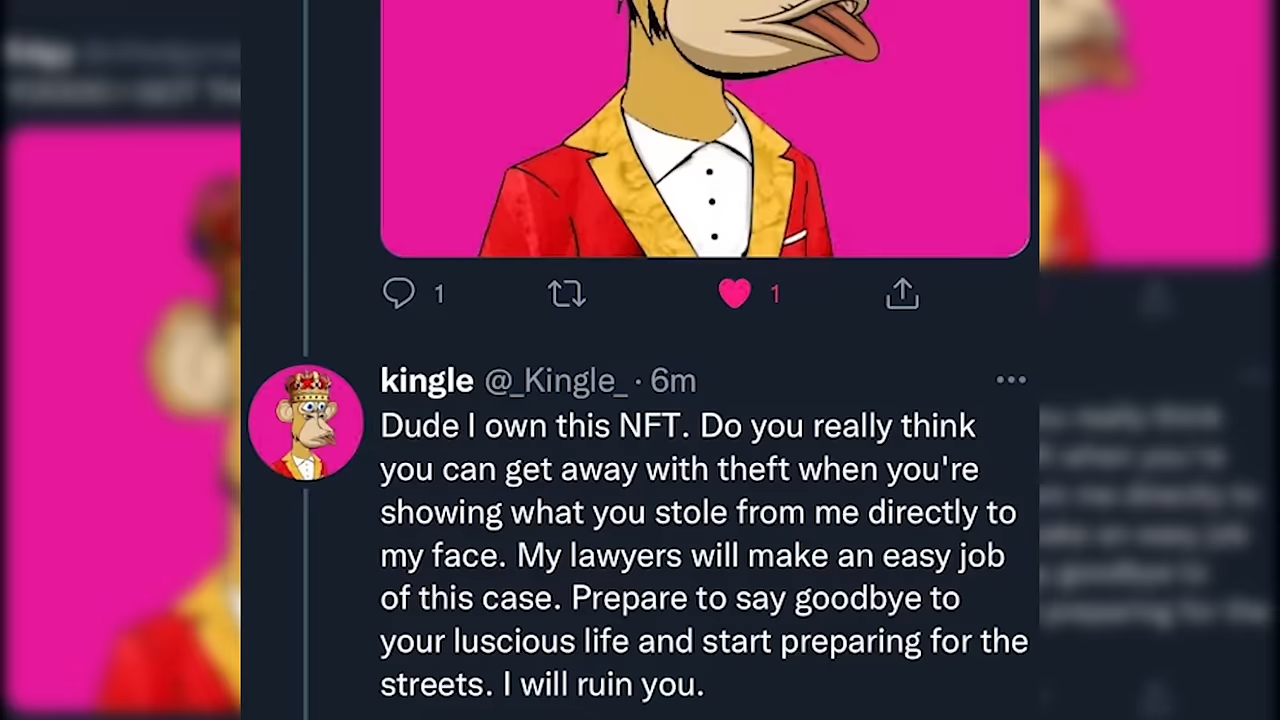 1
1
kingle @_Kingle_ · 6m
Dude I own this NFT. Do you really think
you can get away with theft when you're
showing what you stole from me directly to
my face. My lawyers will make an easy job
of this case. Prepare to say goodbye to
your luscious life and start preparing for the
streets. I will ruin you.